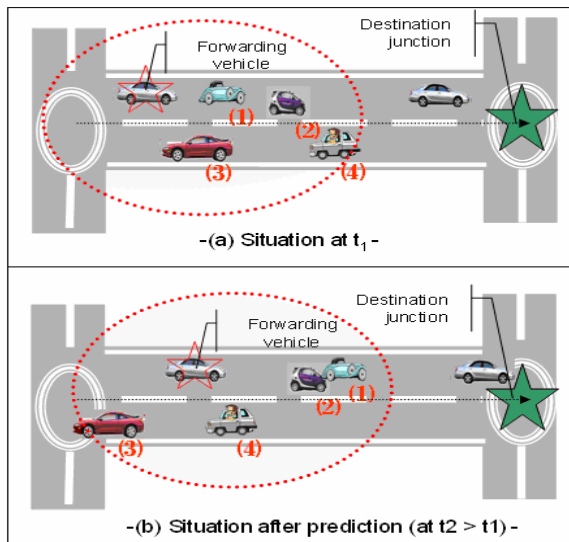 Destination
junction
Forwarding
vehicle
(1)
(2)
(3)
(4)
-(a) Situation at t1-
Destination
junction
Forwarding
vehicle
(1)
(2)
(3)
(4)
-(b) Situation after prediction (at t2 > t1) -